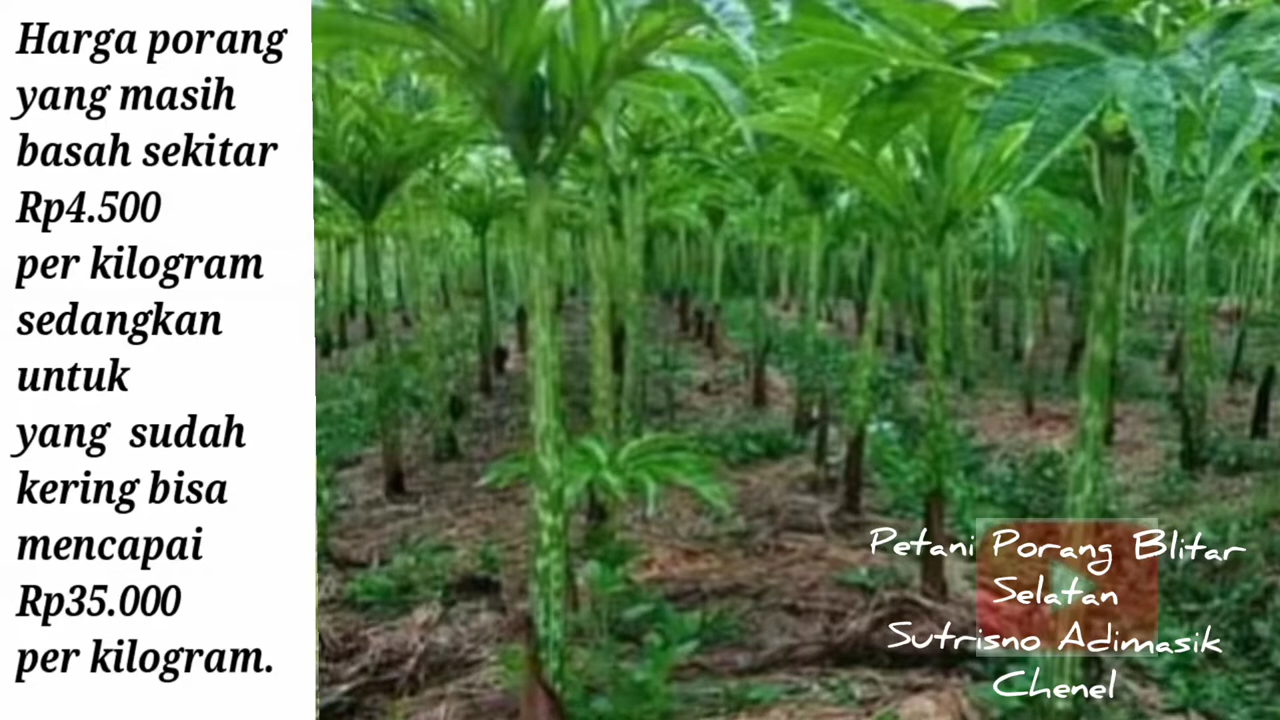 Harga porang
yang masih
basah sekitar
Rp4.500
per kilogram
sedangkan
untuk
yang  sudah
kering bisa
mencapai
Rp35.000
per kilogram.
Petani Porang Blitar
Selatan
Sutrisno Adimasik
Chenel